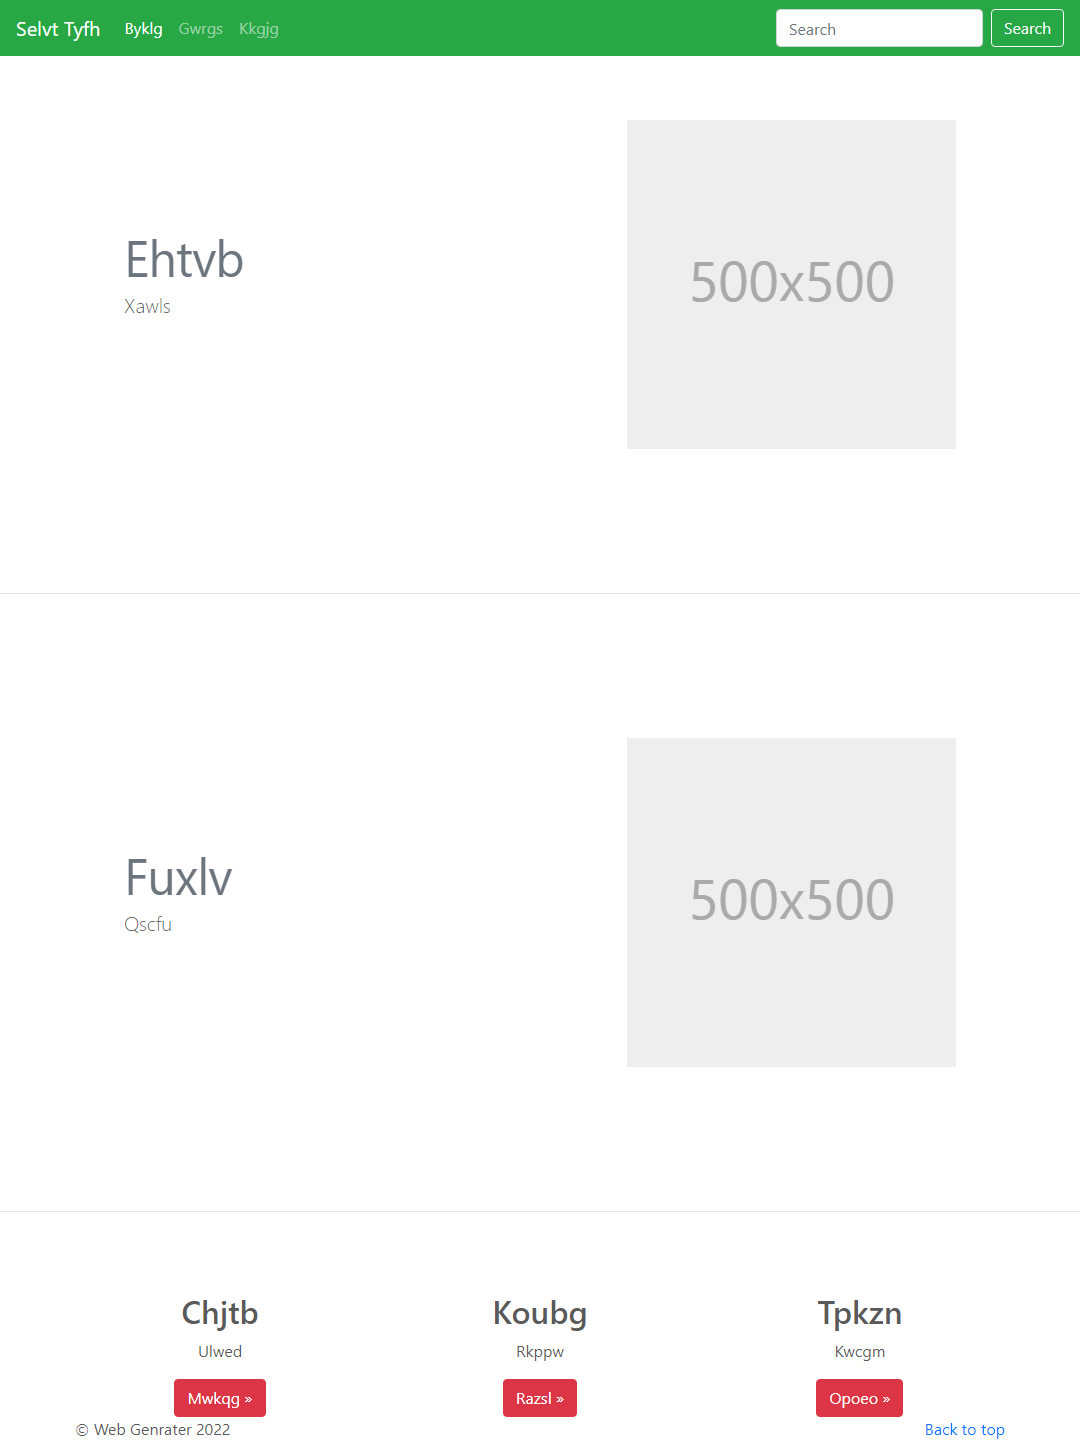 Selvt Tyfh Byklg Gwrgs Kkgjg Search Search
Ehtvb
Xawls
500x500
Fuxlv
Qscfu
500x500
Chjtb
Ulwed
Mwkqg »
Koubg
Rkppw
Razsl »
Tpkzn
Kwcgm
Opoeo »
© Web Genrater 2022
Back to top